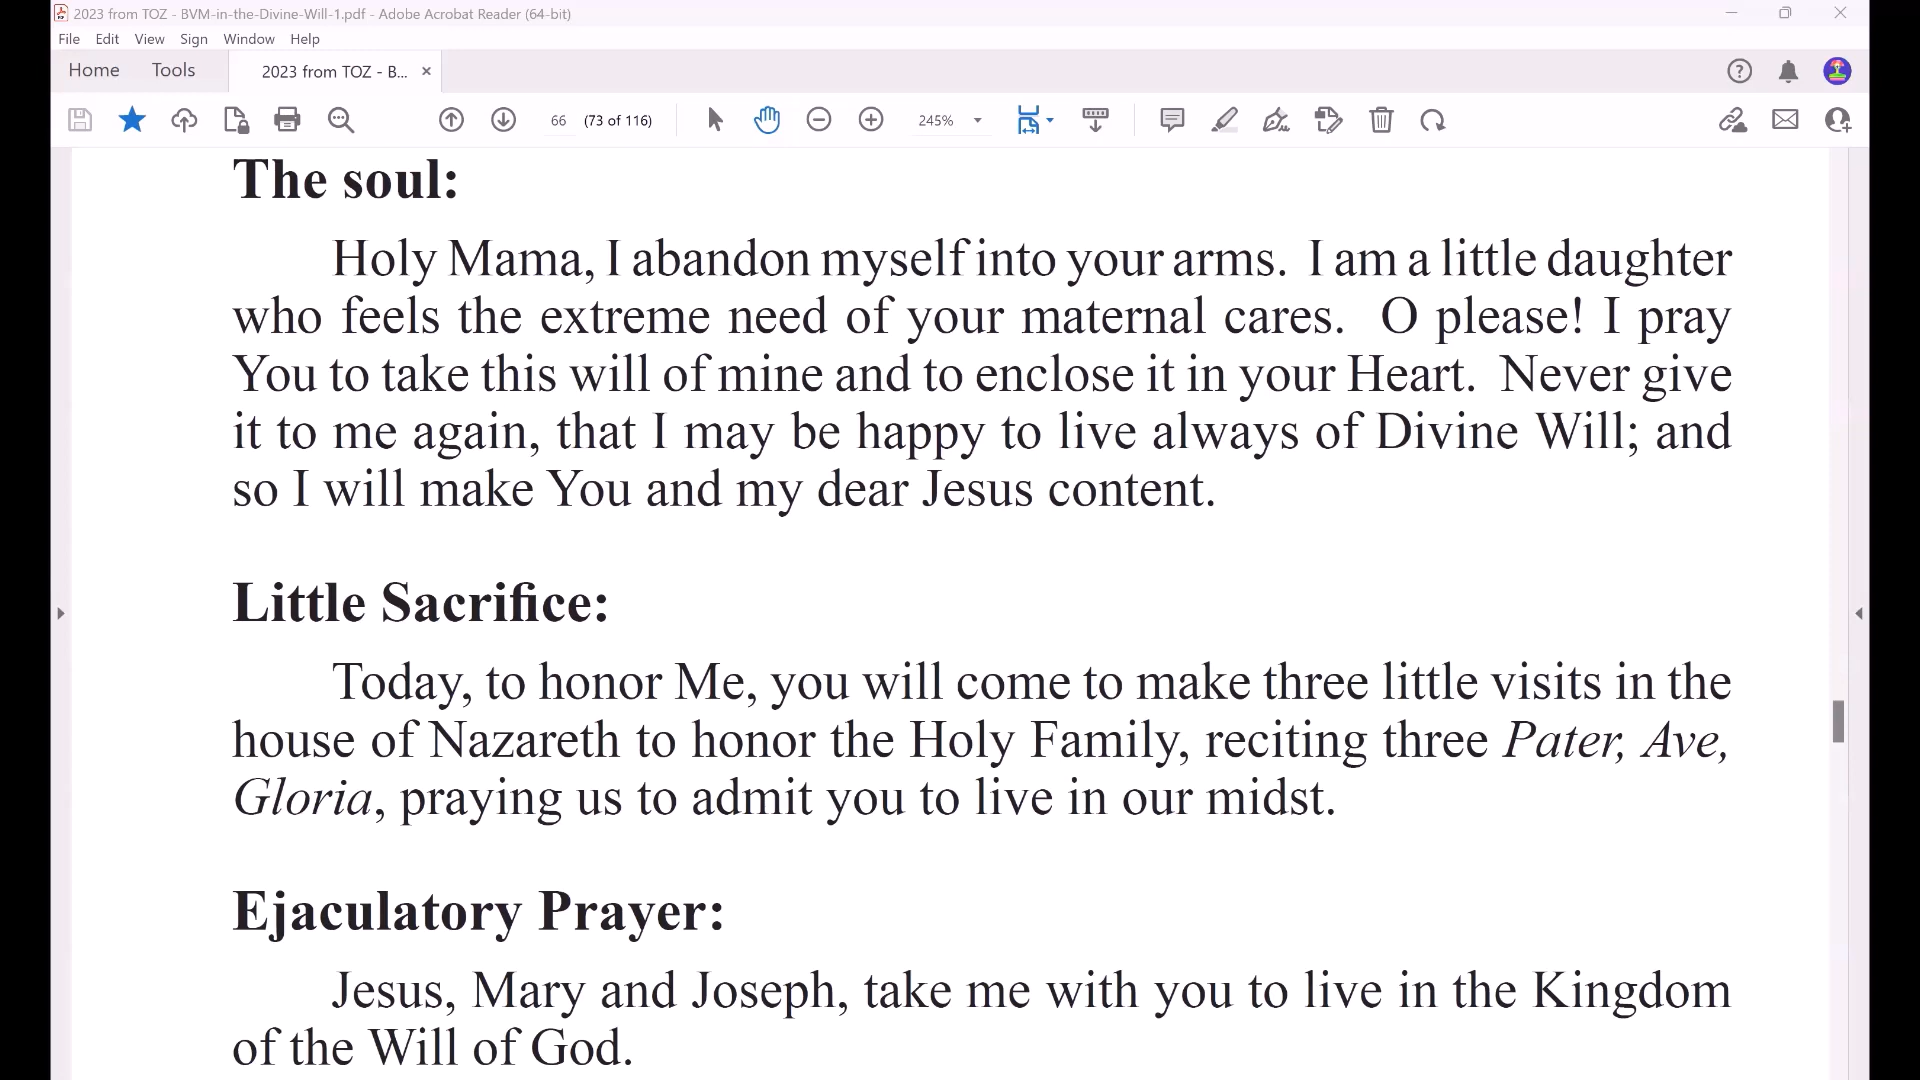 2023 from TOZ - BVM-in-the-Divine-Will-1.pdf - Adobe Acrobat Reader (64-bit)
File Edit View Sign Window Help
Home Tools 2023 from TOZ - B... ×
66 (73 of 116) 245%
The soul:
Holy Mama, I abandon myself into your arms. I am a little daughter
who feels the extreme need of your maternal cares. O please! I pray
You to take this will of mine and to enclose it in your Heart. Never give
it to me again, that I may be happy to live always of Divine Will; and
so I will make You and my dear Jesus content.
Little Sacrifice:
Today, to honor Me, you will come to make three little visits in the
house of Nazareth to honor the Holy Family, reciting three Pater, Ave,
Gloria, praying us to admit you to live in our midst.
Ejaculatory Prayer:
Jesus, Mary and Joseph, take me with you to live in the Kingdom
of the Will of God.